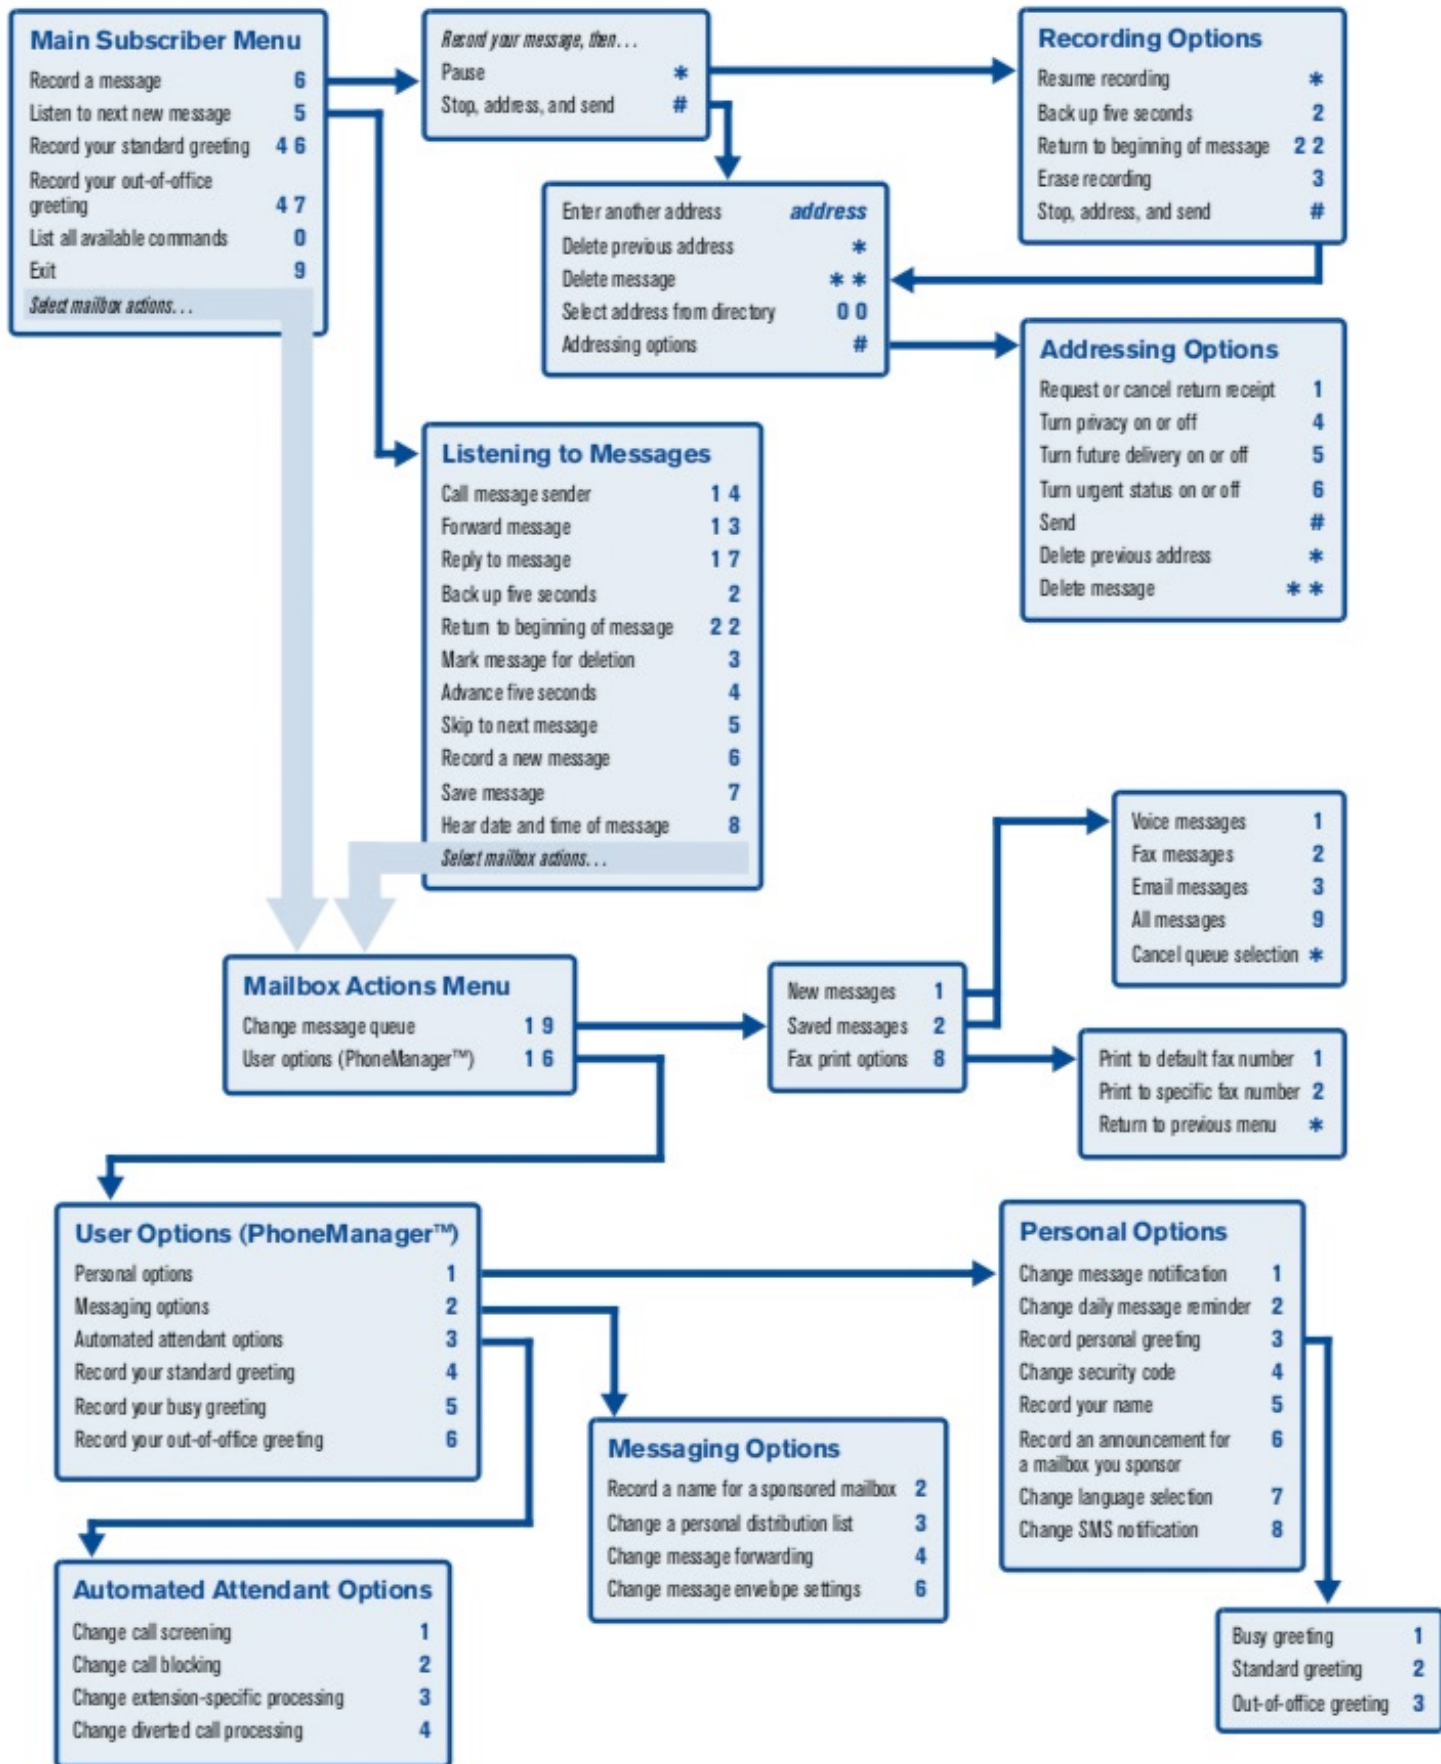 Main Subscriber Menu
Record a message 6
Listen to next new message 5
Record your standard greeting 4 6
Record your out-of-office
greeting 4 7
List all available commands 0
Exit 9
Select mailbox actions...
Record your message, then...
Pause *
Stop, address, and send #
Recording Options
Resume recording *
Back up five seconds 2
Return to beginning of message 2 2
Erase recording 3
Stop, address, and send #
Enter another address address
Delete previous address *
Delete message * *
Select address from directory 0 0
Addressing options #
Addressing Options
Request or cancel return receipt 1
Turn privacy on or off 4
Turn future delivery on or off 5
Turn urgent status on or off 6
Send #
Delete previous address *
Delete message * *
Listening to Messages
Call message sender 1 4
Forward message 1 3
Reply to message 1 7
Back up five seconds 2
Return to beginning of message 2 2
Mark message for deletion 3
Advance five seconds 4
Skip to next message 5
Record a new message 6
Save message 7
Hear date and time of message 8
Select mailbox actions...
Mailbox Actions Menu
Change message queue 1 9
User options (PhoneManager™) 1 6
New messages 1
Saved messages 2
Fax print options 8
Voice messages 1
Fax messages 2
Email messages 3
All messages 9
Cancel queue selection *
Print to default fax number 1
Print to specific fax number 2
Return to previous menu *
User Options (PhoneManager™)
Personal options 1
Messaging options 2
Automated attendant options 3
Record your standard greeting 4
Record your busy greeting 5
Record your out-of-office greeting 6
Personal Options
Change message notification 1
Change daily message reminder 2
Record personal greeting 3
Change security code 4
Record your name 5
Record an announcement for 6
a mailbox you sponsor
Change language selection 7
Change SMS notification 8
Messaging Options
Record a name for a sponsored mailbox 2
Change a personal distribution list 3
Change message forwarding 4
Change message envelope settings 6
Automated Attendant Options
Change call screening 1
Change call blocking 2
Change extension-specific processing 3
Change diverted call processing 4
Busy greeting 1
Standard greeting 2
Out-of-office greeting 3